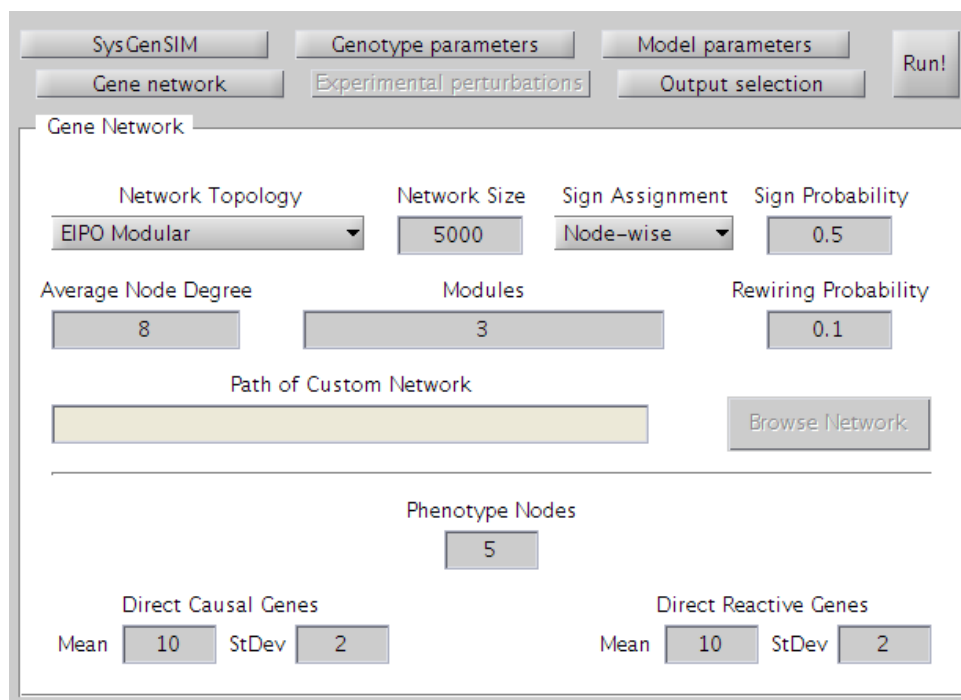 SysGenSIM Genotype parameters Model parameters Run!
Gene network Experimental perturbations Output selection
Gene Network
Network Topology Network Size Sign Assignment Sign Probability
EIPO Modular 5000 Node-wise 0.5
Average Node Degree Modules Rewiring Probability
8 3 0.1
Path of Custom Network
Browse Network
Phenotype Nodes
5
Direct Causal Genes Direct Reactive Genes
Mean 10 StDev 2 Mean 10 StDev 2